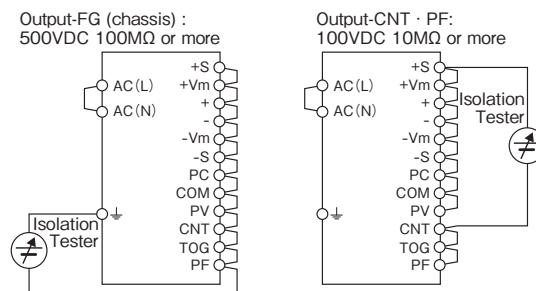 Output-FG (chassis) :
500VDC 100MΩ or more
+S
+Vm
+
-
-Vm
-S
PC
COM
PV
CNT
TOG
PF
AC(L)
AC(N)
Isolation
Tester
Output-CNT · PF:
100VDC 10MΩ or more
+S
+Vm
+
-
-Vm
-S
PC
COM
PV
CNT
TOG
PF
AC(L)
AC(N)
Isolation
Tester